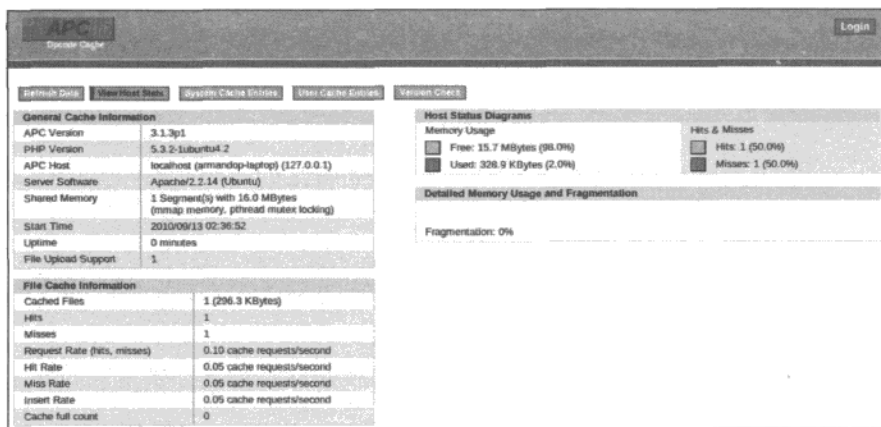 APC
Opcode Cache
Login
Refresh Data
View Host Stats
System Cache Entries
User Cache Entries
Version Check
General Cache Information
APC Version 3.1.3p1
PHP Version 5.3.2-1ubuntu4.2
APC Host localhost (armandop-laptop) (127.0.0.1)
Server Software Apache/2.2.14 (Ubuntu)
Shared Memory 1 Segment(s) with 16.0 MBytes
(mmap memory, pthread mutex locking)
Start Time 2010/09/13 02:36:52
Uptime 0 minutes
File Upload Support 1
File Cache Information
Cached Files 1 (296.3 KBytes)
Hits 1
Misses 1
Request Rate (hits, misses) 0.10 cache requests/second
Hit Rate 0.05 cache requests/second
Miss Rate 0.05 cache requests/second
Insert Rate 0.05 cache requests/second
Cache full count 0
Host Status Diagrams
Memory Usage
Free: 15.7 MBytes (98.0%)
Used: 328.9 KBytes (2.0%)
Hits & Misses
Hits: 1 (50.0%)
Misses: 1 (50.0%)
Detailed Memory Usage and Fragmentation
Fragmentation: 0%